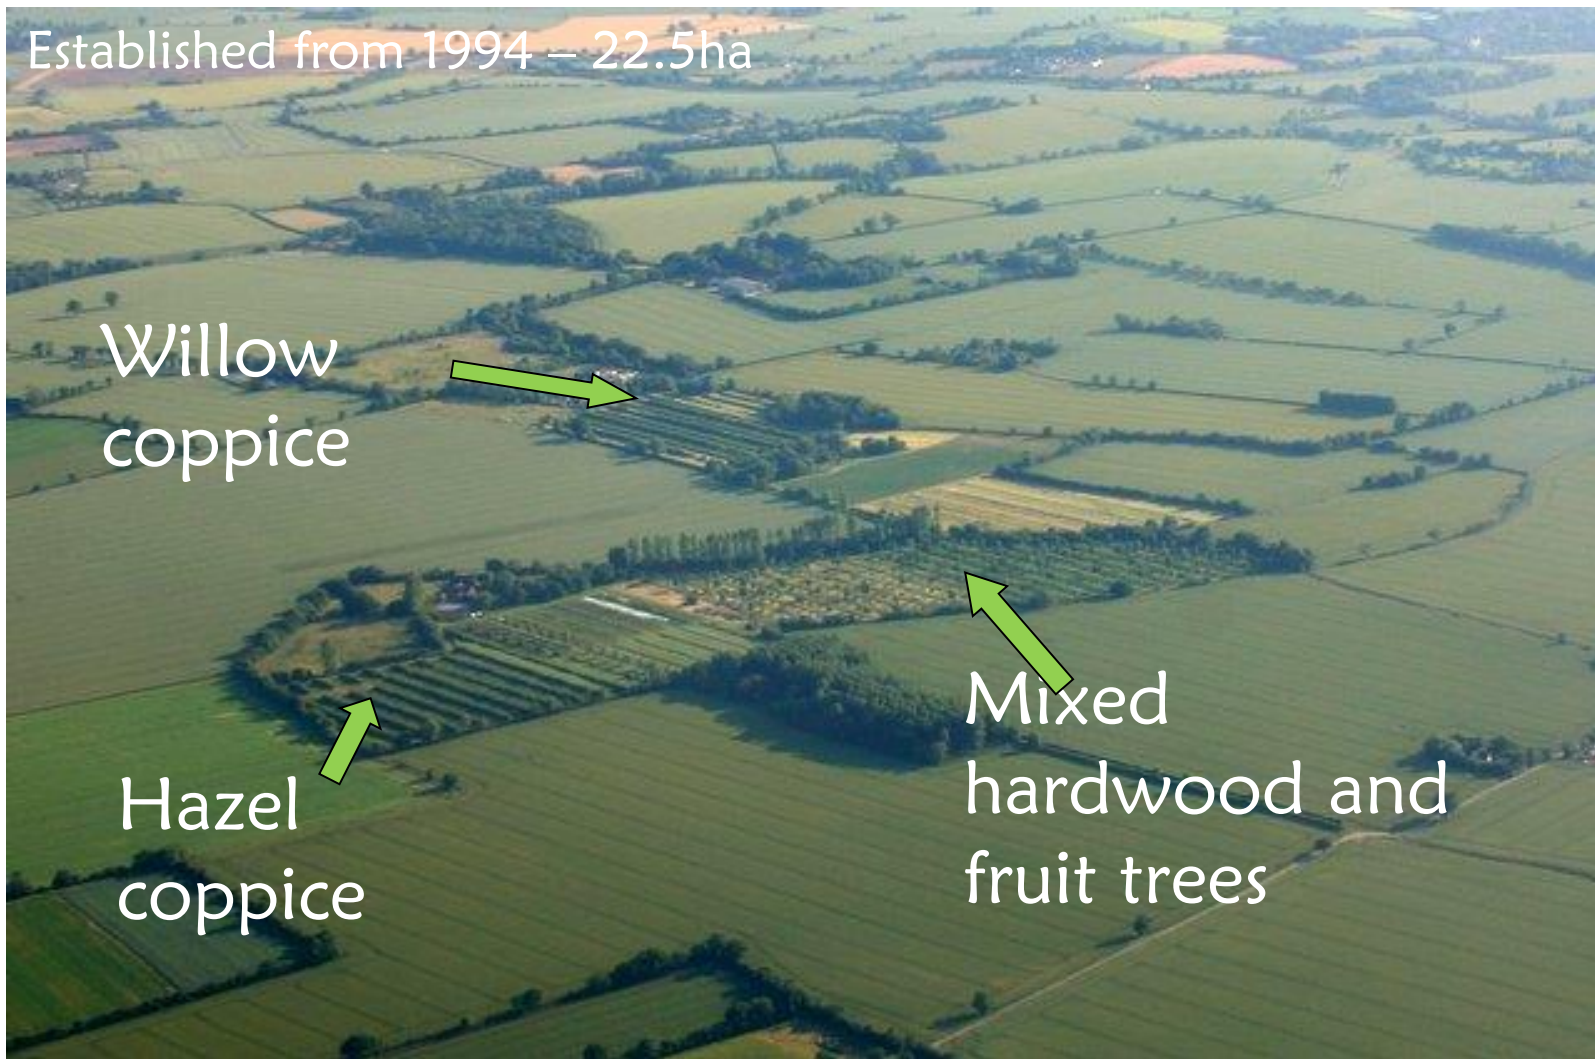 Established from 1994 – 22.5ha
Willow
coppice
Mixed
hardwood and
fruit trees
Hazel
coppice